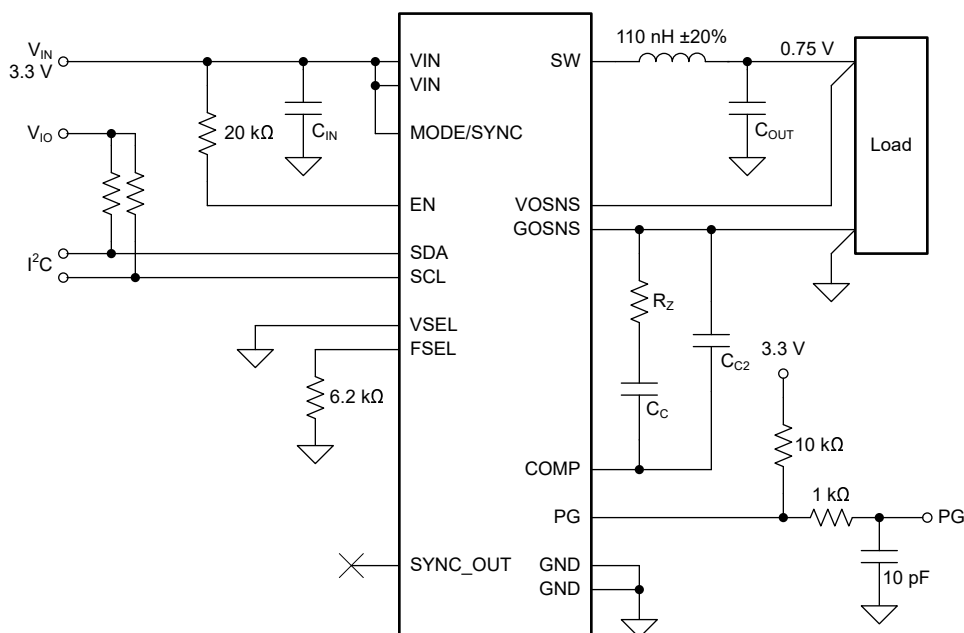 V_IN
3.3 V
V_IO
I²C
20 kΩ
C_IN
6.2 kΩ
VIN
VIN
MODE/SYNC
EN
SDA
SCL
VSEL
FSEL
SYNC_OUT
SW
VOSNS
GOSNS
COMP
PG
GND
GND
110 nH ±20%
0.75 V
C_OUT
Load
R_Z
C_C
C_C2
3.3 V
10 kΩ
1 kΩ
PG
10 pF